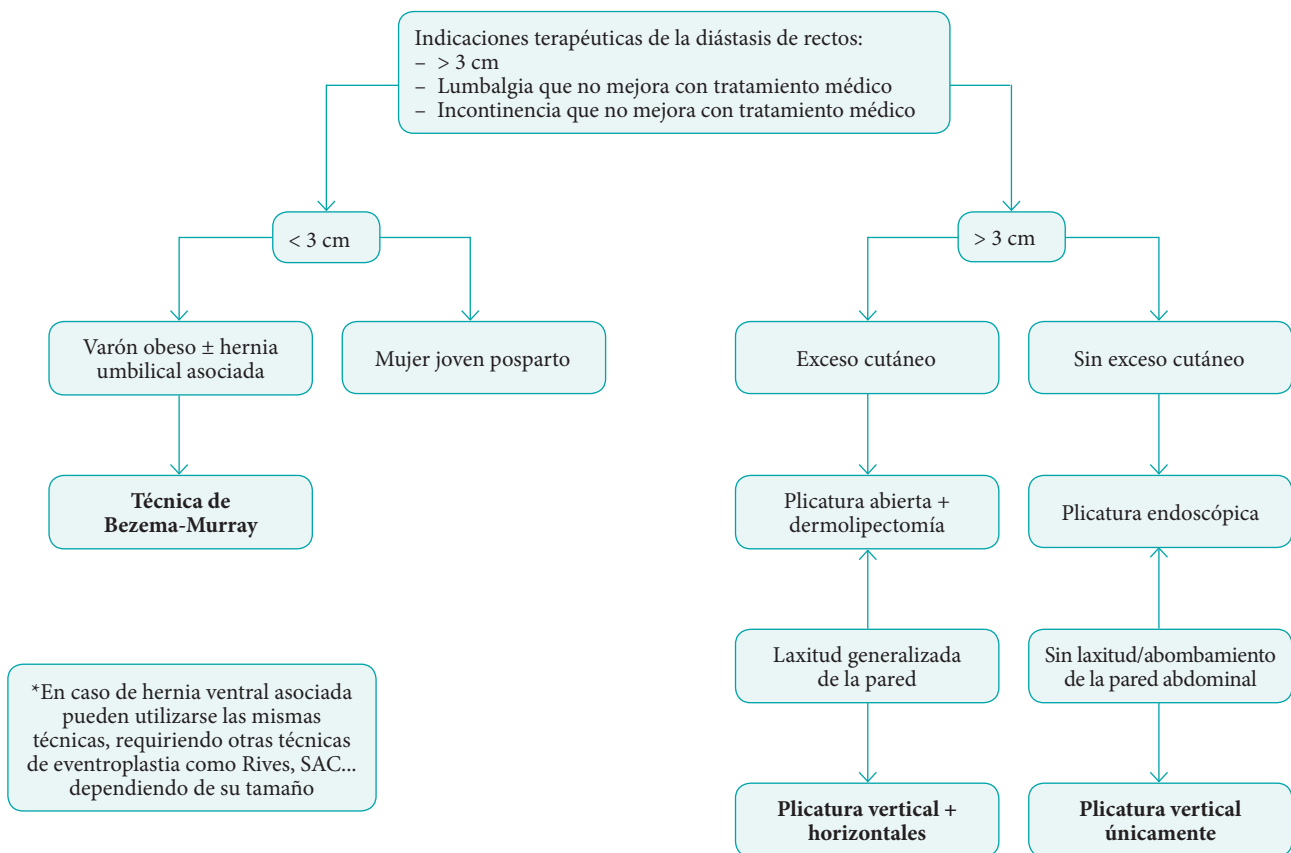 Indicaciones terapéuticas de la diástasis de rectos:
– > 3 cm
– Lumbalgia que no mejora con tratamiento médico
– Incontinencia que no mejora con tratamiento médico
< 3 cm
> 3 cm
Varón obeso ± hernia
umbilical asociada
Mujer joven posparto
Exceso cutáneo
Sin exceso cutáneo
Técnica de
Bezema-Murray
Plicatura abierta +
dermolipectomía
Plicatura endoscópica
Laxitud generalizada
de la pared
Sin laxitud/abombamiento
de la pared abdominal
*En caso de hernia ventral asociada
pueden utilizarse las mismas
técnicas, requiriendo otras técnicas
de eventroplastia como Rives, SAC...
dependiendo de su tamaño
Plicatura vertical +
horizontales
Plicatura vertical
únicamente